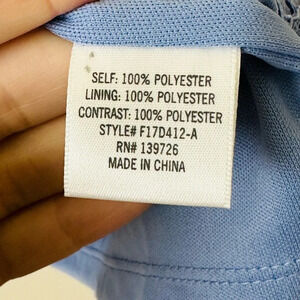 SELF: 100% POLYESTER
LINING: 100% POLYESTER
CONTRAST: 100% POLYESTER
STYLE# F17D412-A
RN# 139726
MADE IN CHINA